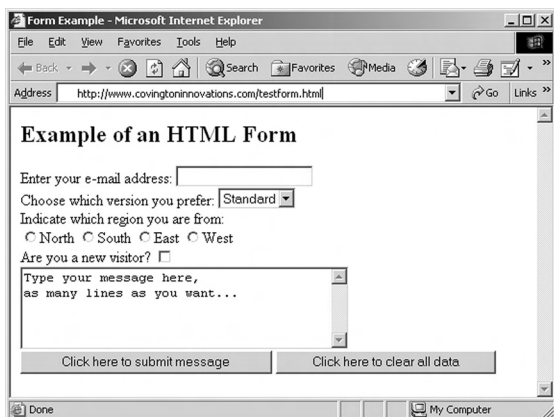 Form Example - Microsoft Internet Explorer
File Edit View Favorites Tools Help
Back Search Favorites Media »
Address http://www.covingtoninnovations.com/testform.html Go Links »
Example of an HTML Form
Enter your e-mail address:
Choose which version you prefer: Standard
Indicate which region you are from:
North South East West
Are you a new visitor?
Type your message here,
as many lines as you want...
Click here to submit message Click here to clear all data
Done My Computer